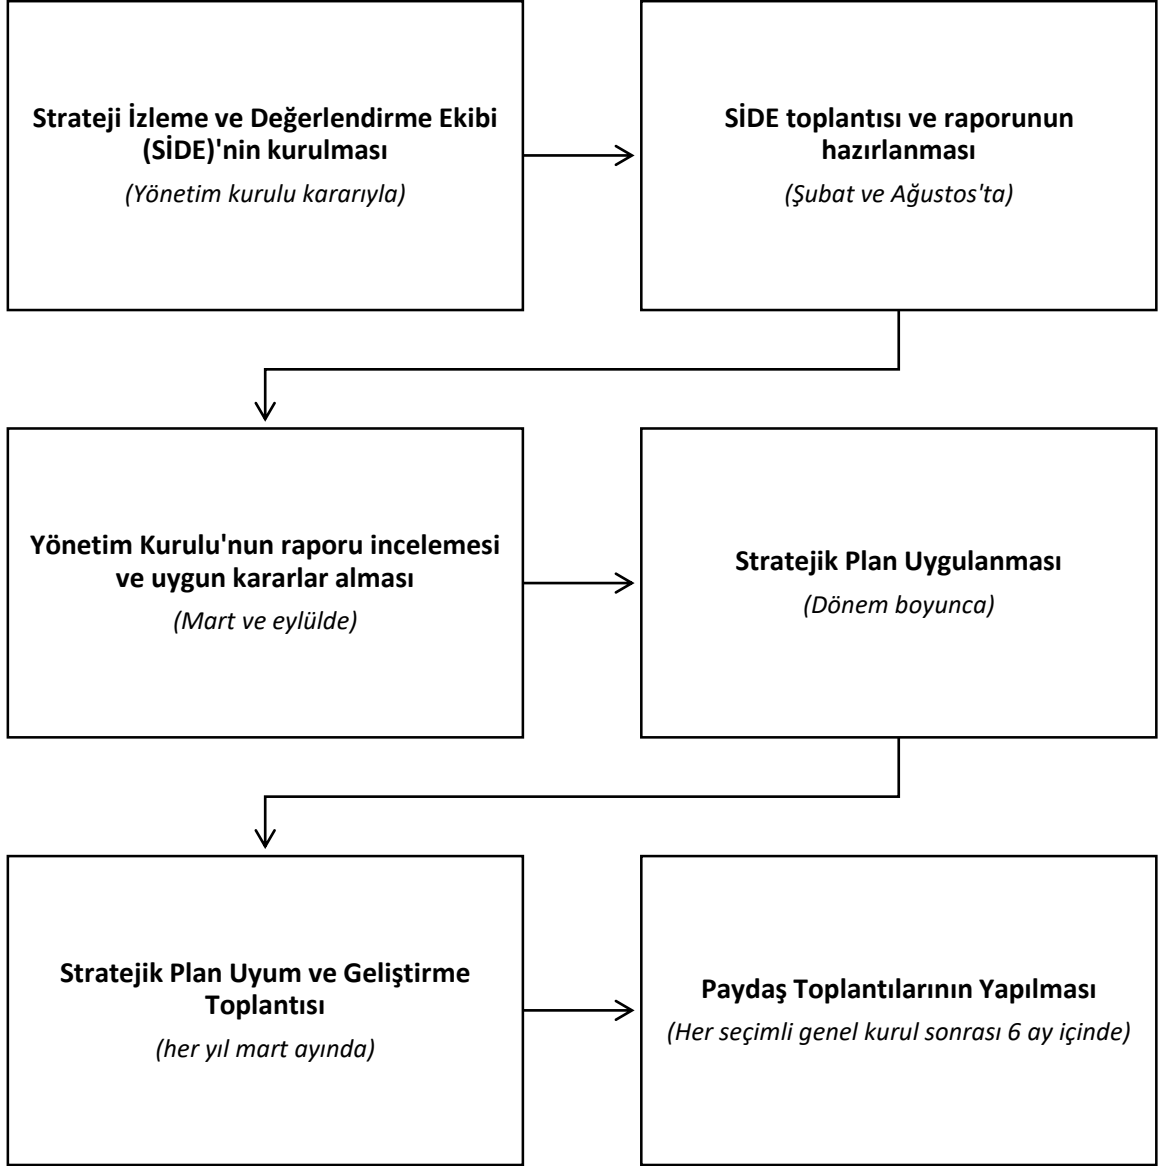 Strateji İzleme ve Değerlendirme Ekibi
(SİDE)'nin kurulması
(Yönetim kurulu kararıyla)
SİDE toplantısı ve raporunun
hazırlanması
(Şubat ve Ağustos'ta)
Yönetim Kurulu'nun raporu incelemesi
ve uygun kararlar alması
(Mart ve eylülde)
Stratejik Plan Uygulanması
(Dönem boyunca)
Stratejik Plan Uyum ve Geliştirme
Toplantısı
(her yıl mart ayında)
Paydaş Toplantılarının Yapılması
(Her seçimli genel kurul sonrası 6 ay içinde)